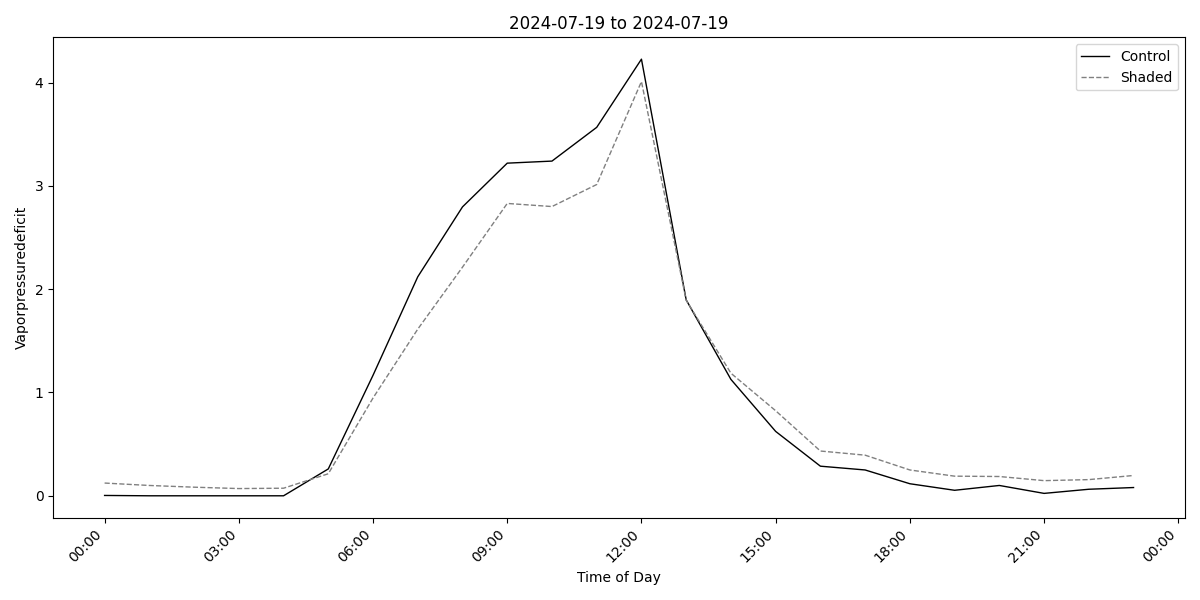 2024-07-19 to 2024-07-19
Control
Shaded
Vaporpressuredeficit
4
3
2
1
0
00:00
03:00
06:00
09:00
12:00
15:00
18:00
21:00
00:00
Time of Day